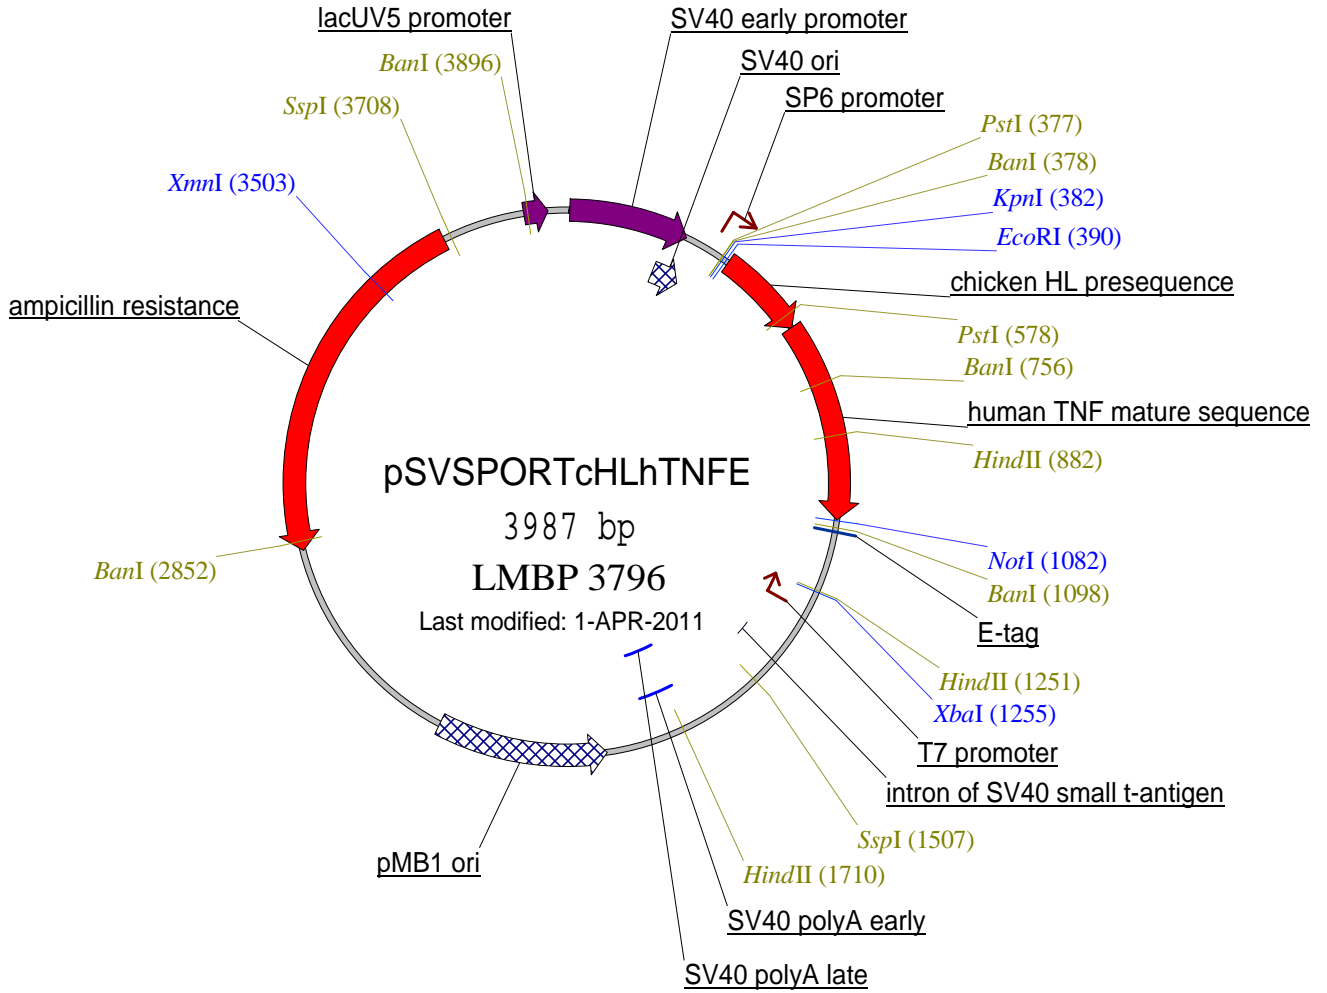 lacUV5 promoter
SV40 early promoter
BanI (3896)
SV40 ori
SspI (3708)
SP6 promoter
PstI (377)
BanI (378)
XmnI (3503)
KpnI (382)
EcoRI (390)
chicken HL presequence
ampicillin resistance
PstI (578)
BanI (756)
human TNF mature sequence
HindII (882)
pSVSPORTcHLhTNFE
3987 bp
LMBP 3796
Last modified: 1-APR-2011
BanI (2852)
NotI (1082)
BanI (1098)
E-tag
HindII (1251)
XbaI (1255)
T7 promoter
intron of SV40 small t-antigen
SspI (1507)
pMB1 ori
HindII (1710)
SV40 polyA early
SV40 polyA late